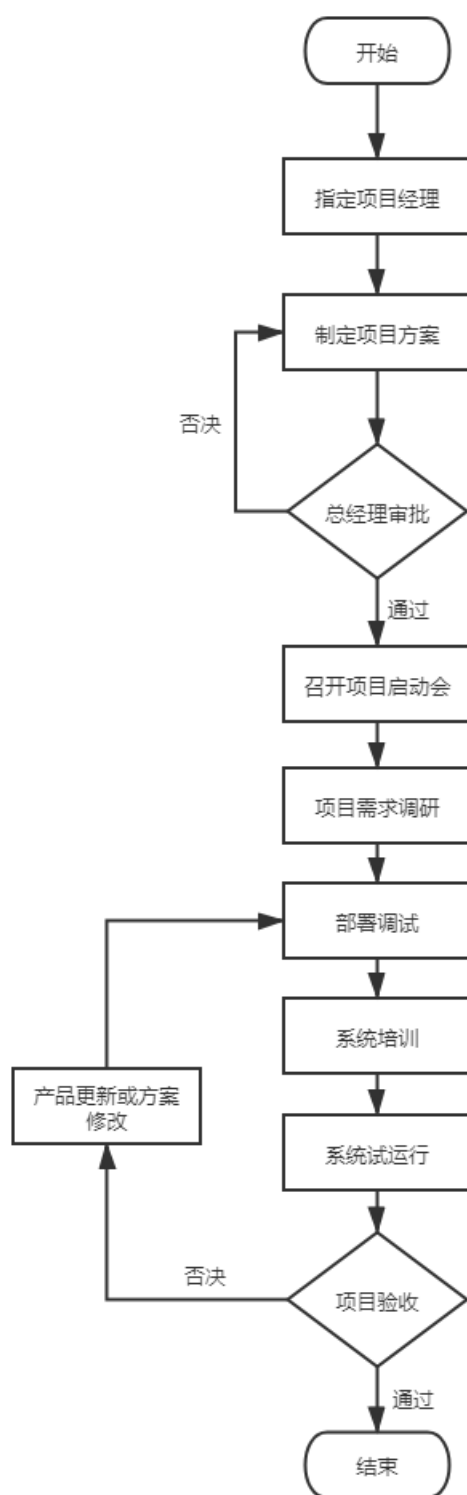 开始
指定项目经理
制定项目方案
否决
总经理审批
通过
召开项目启动会
项目需求调研
部署调试
系统培训
产品更新或方案
修改
系统试运行
否决
项目验收
通过
结束